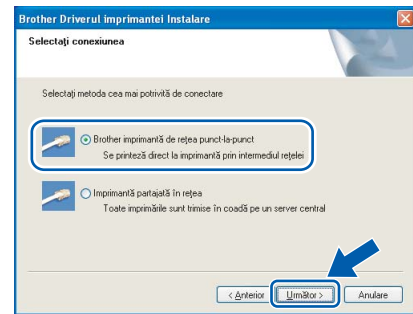 Brother Driverul imprimantei Instalare
Selectaţi conexiunea
Selectaţi metoda cea mai potrivită de conectare
Brother imprimantă de reţea punct-la-punct
Se printeză direct la imprimantă prin intermediul reţelei
Imprimantă partajată în reţea
Toate imprimările sunt trimise în coadă pe un server central
< Anterior Următor > Anulare